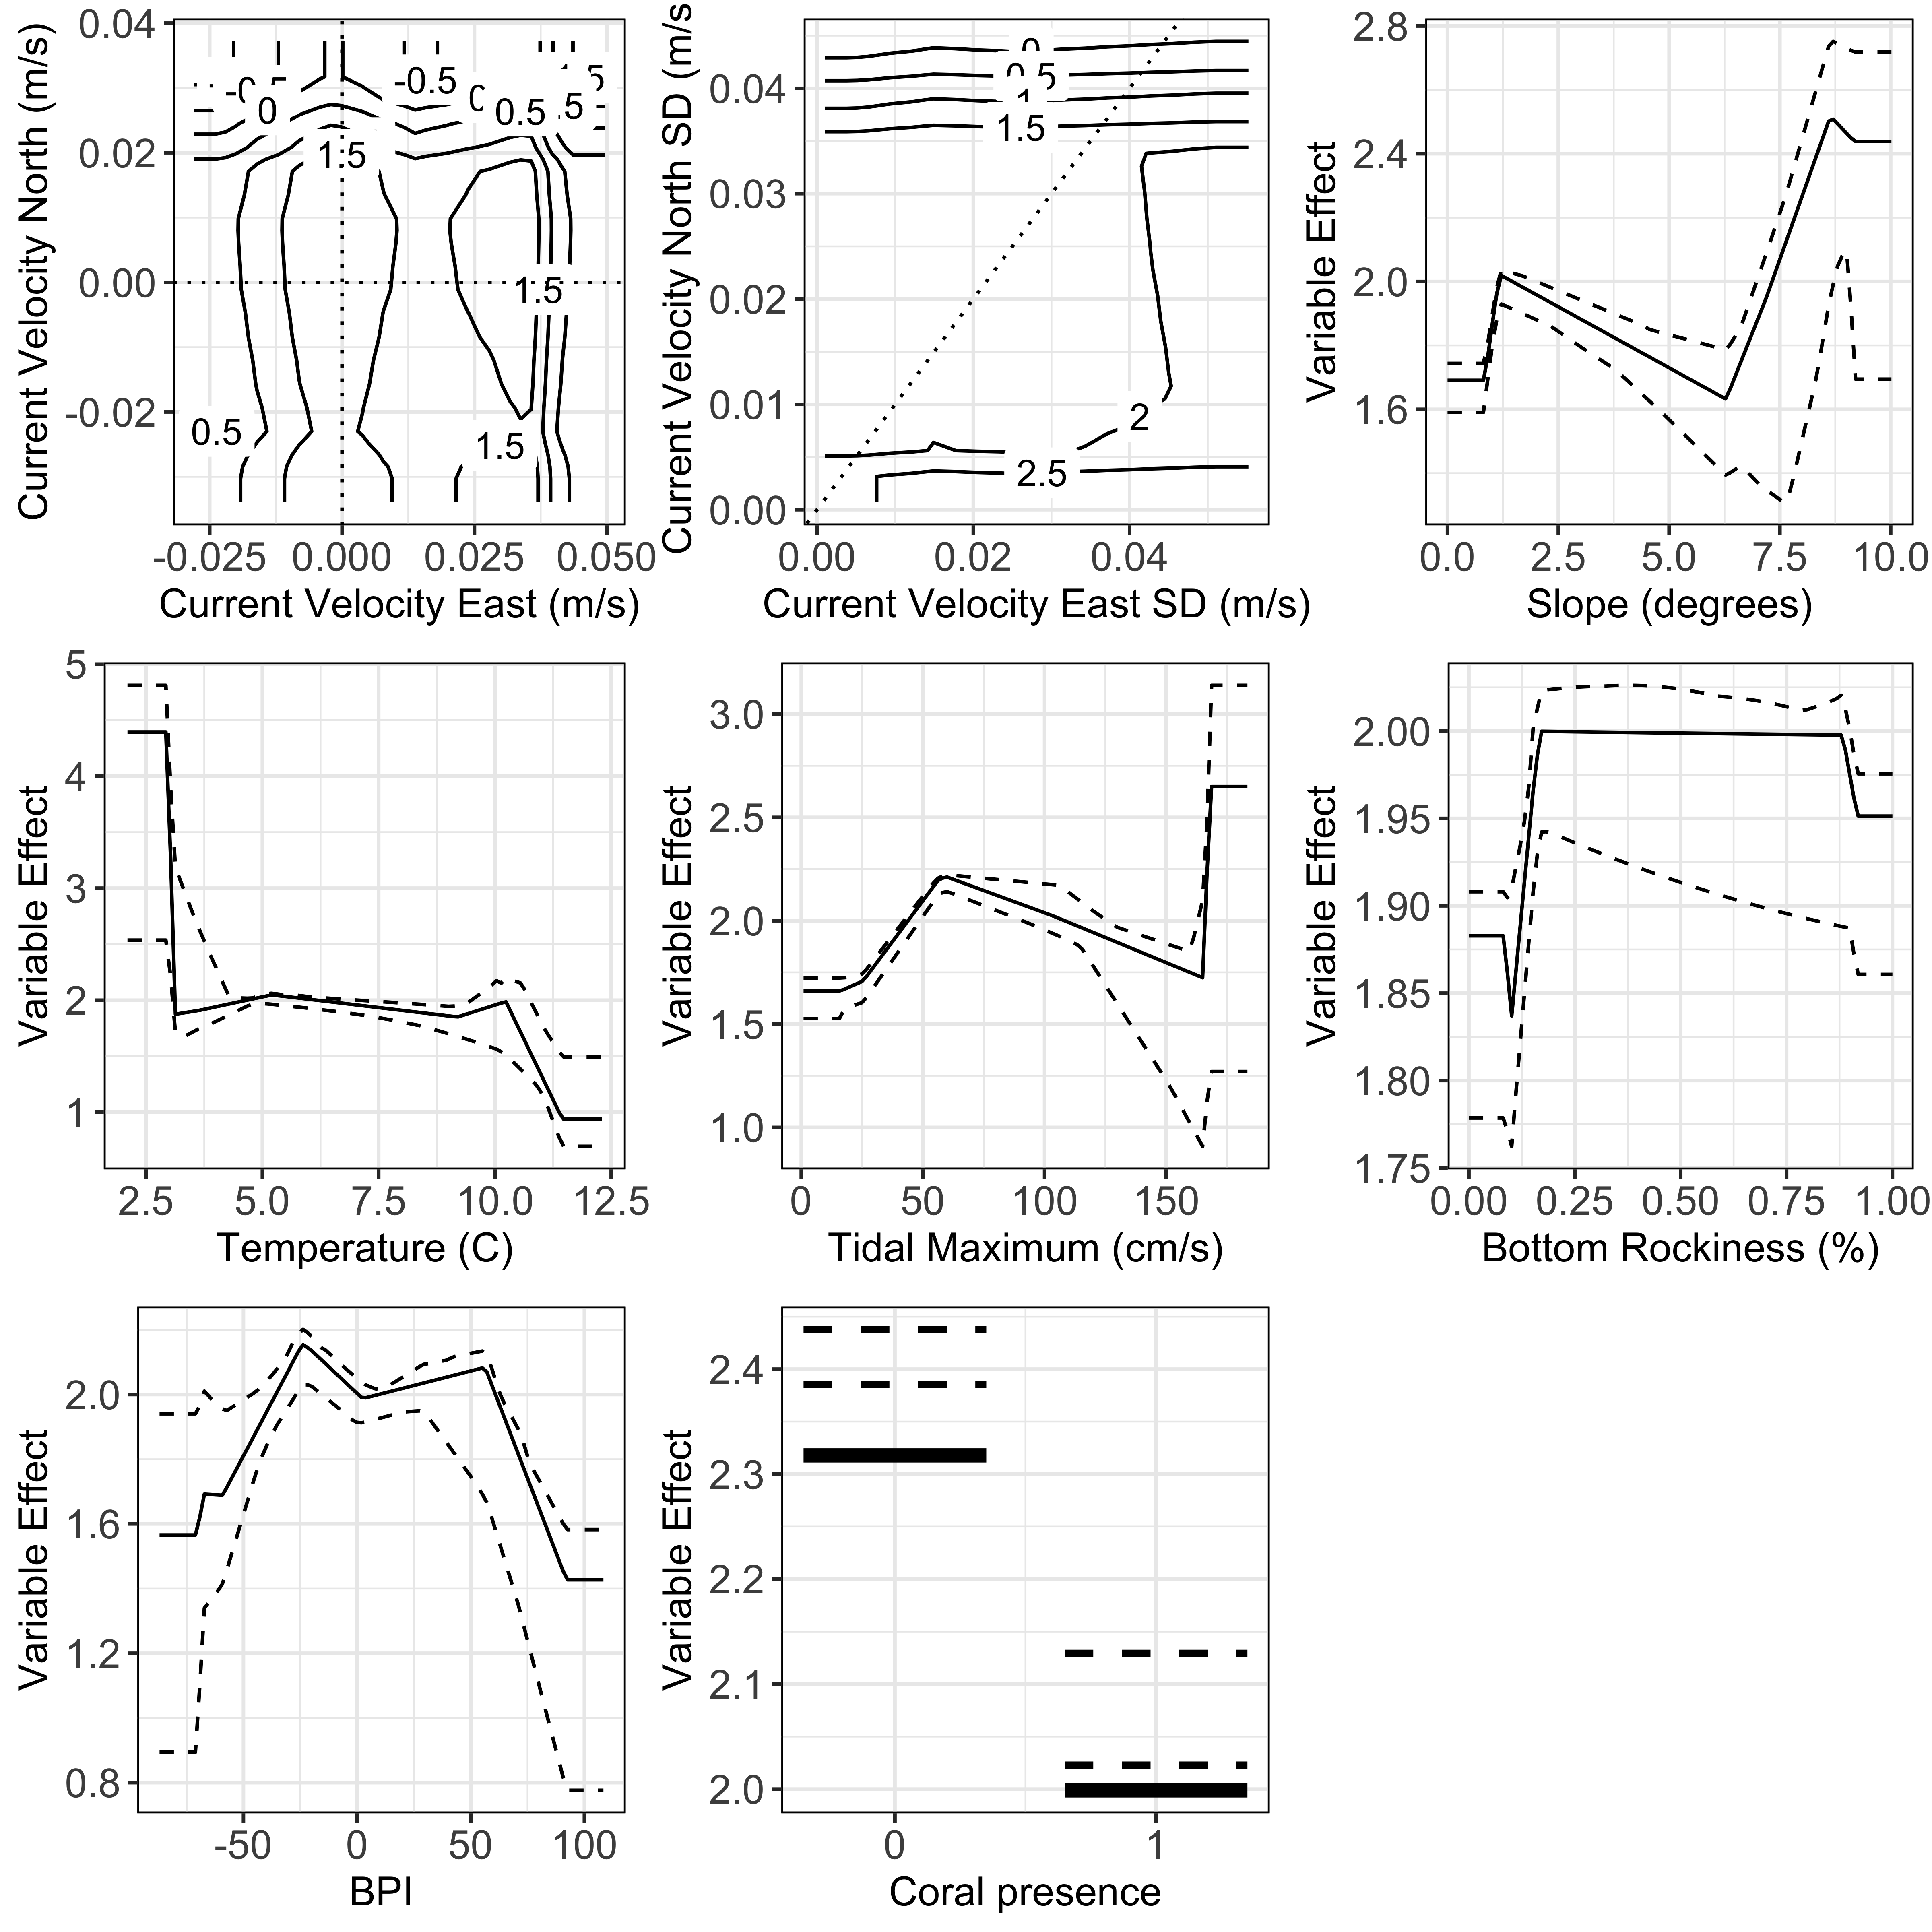 Current Velocity North (m/s)
0.04
0.02
0.00
-0.02
-0.5
0
-0.5
0
0.5
.5
5
1.5
1.5
0.5
1.5
-0.025 0.000 0.025 0.050
Current Velocity East (m/s)
Current Velocity North SD (m/s
0.04
0.03
0.02
0.01
0.00
0
0.5
1
1.5
2
2.5
0.00 0.02 0.04
Current Velocity East SD (m/s)
Variable Effect
2.8
2.4
2.0
1.6
0.0 2.5 5.0 7.5 10.0
Slope (degrees)
Variable Effect
5
4
3
2
1
2.5 5.0 7.5 10.0 12.5
Temperature (C)
Variable Effect
3.0
2.5
2.0
1.5
1.0
0 50 100 150
Tidal Maximum (cm/s)
Variable Effect
2.00
1.95
1.90
1.85
1.80
1.75
0.00 0.25 0.50 0.75 1.00
Bottom Rockiness (%)
Variable Effect
2.0
1.6
1.2
0.8
-50 0 50 100
BPI
Variable Effect
2.4
2.3
2.2
2.1
2.0
0 1
Coral presence